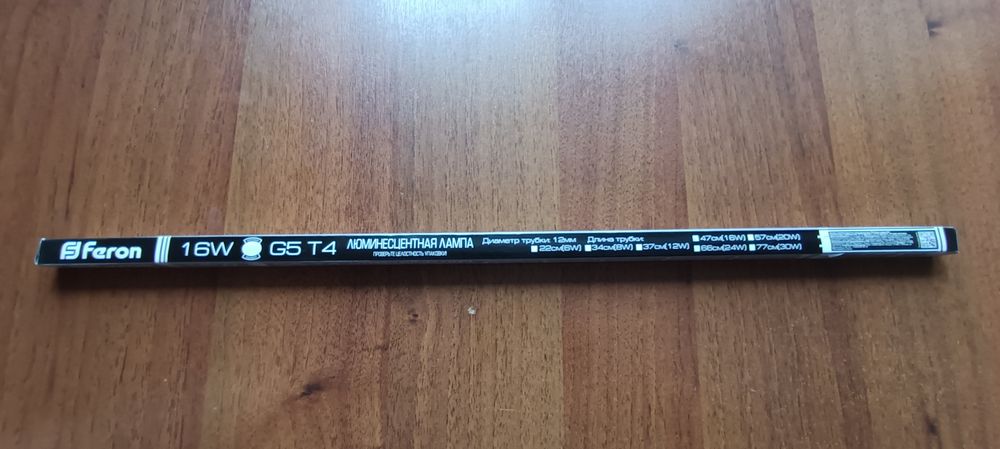 Feron
16W G5 T4
ЛЮМИНЕСЦЕНТНАЯ ЛАМПА
ПРОВЕРЬТЕ ЦЕЛОСТНОСТЬ УПАКОВКИ!
Диаметр трубки: 12мм Длина трубки:
22см(6W) 34см(8W) 37см(12W)
47см(16W) 57см(20W)
66см(24W) 77см(30W)